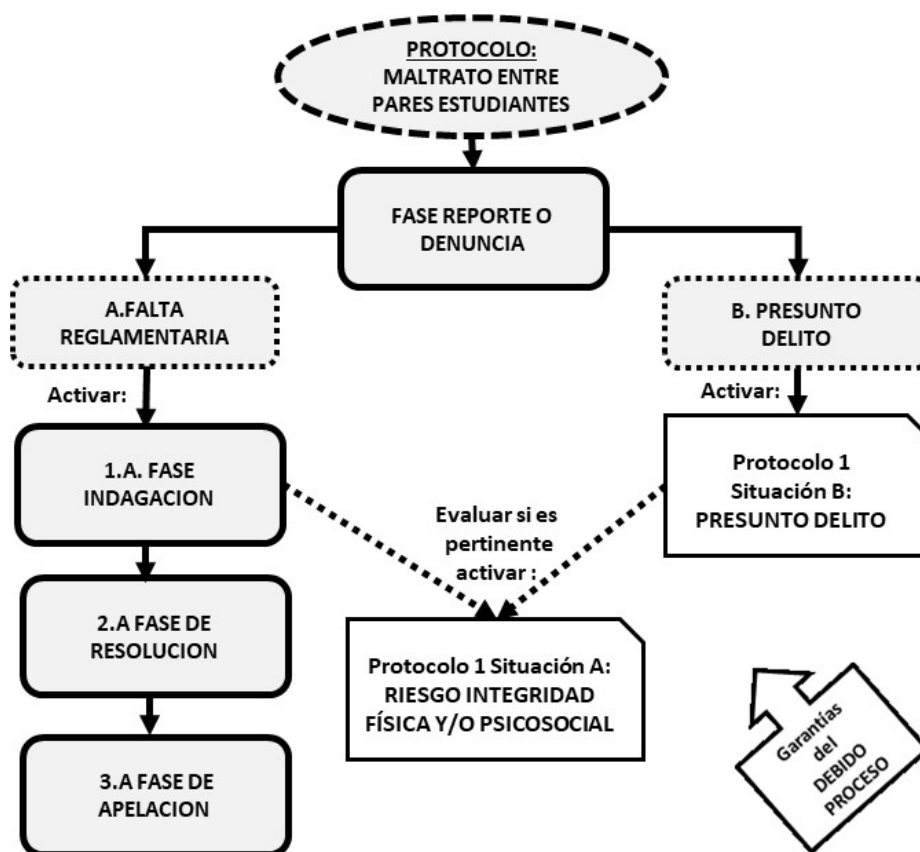 PROTOCOLO:
MALTRATO ENTRE
PARES ESTUDIANTES
FASE REPORTE O
DENUNCIA
A.FALTA
REGLAMENTARIA
B. PRESUNTO
DELITO
Activar:
Activar:
1.A. FASE
INDAGACION
Protocolo 1
Situación B:
PRESUNTO DELITO
Evaluar si es
pertinente
activar :
2.A FASE DE
RESOLUCION
Protocolo 1 Situación A:
RIESGO INTEGRIDAD
FÍSICA Y/O PSICOSOCIAL
3.A FASE DE
APELACION
Garantías
del
DEBIDO
PROCESO